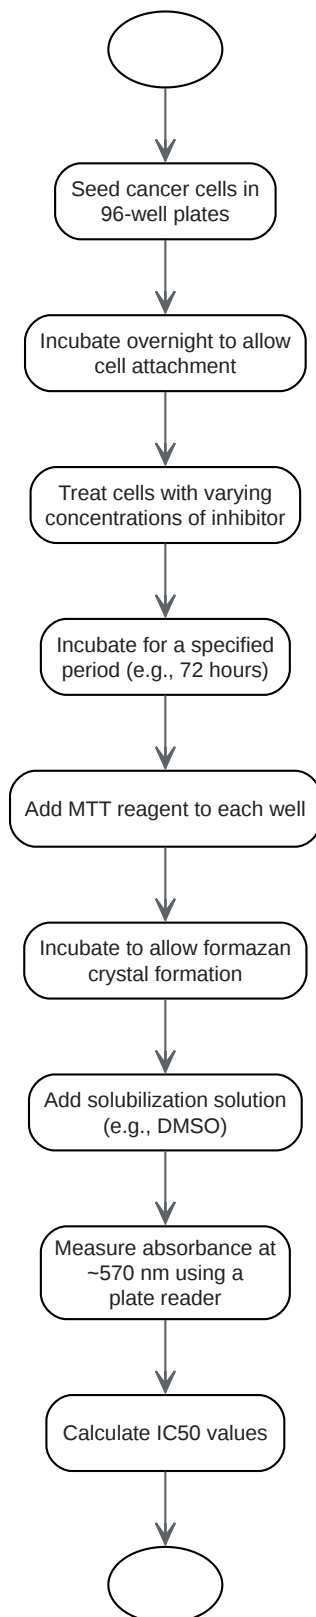 Seed cancer cells in
96-well plates
Incubate overnight to allow
cell attachment
Treat cells with varying
concentrations of inhibitor
Incubate for a specified
period (e.g., 72 hours)
Add MTT reagent to each well
Incubate to allow formazan
crystal formation
Add solubilization solution
(e.g., DMSO)
Measure absorbance at
~570 nm using a
plate reader
Calculate IC50 values